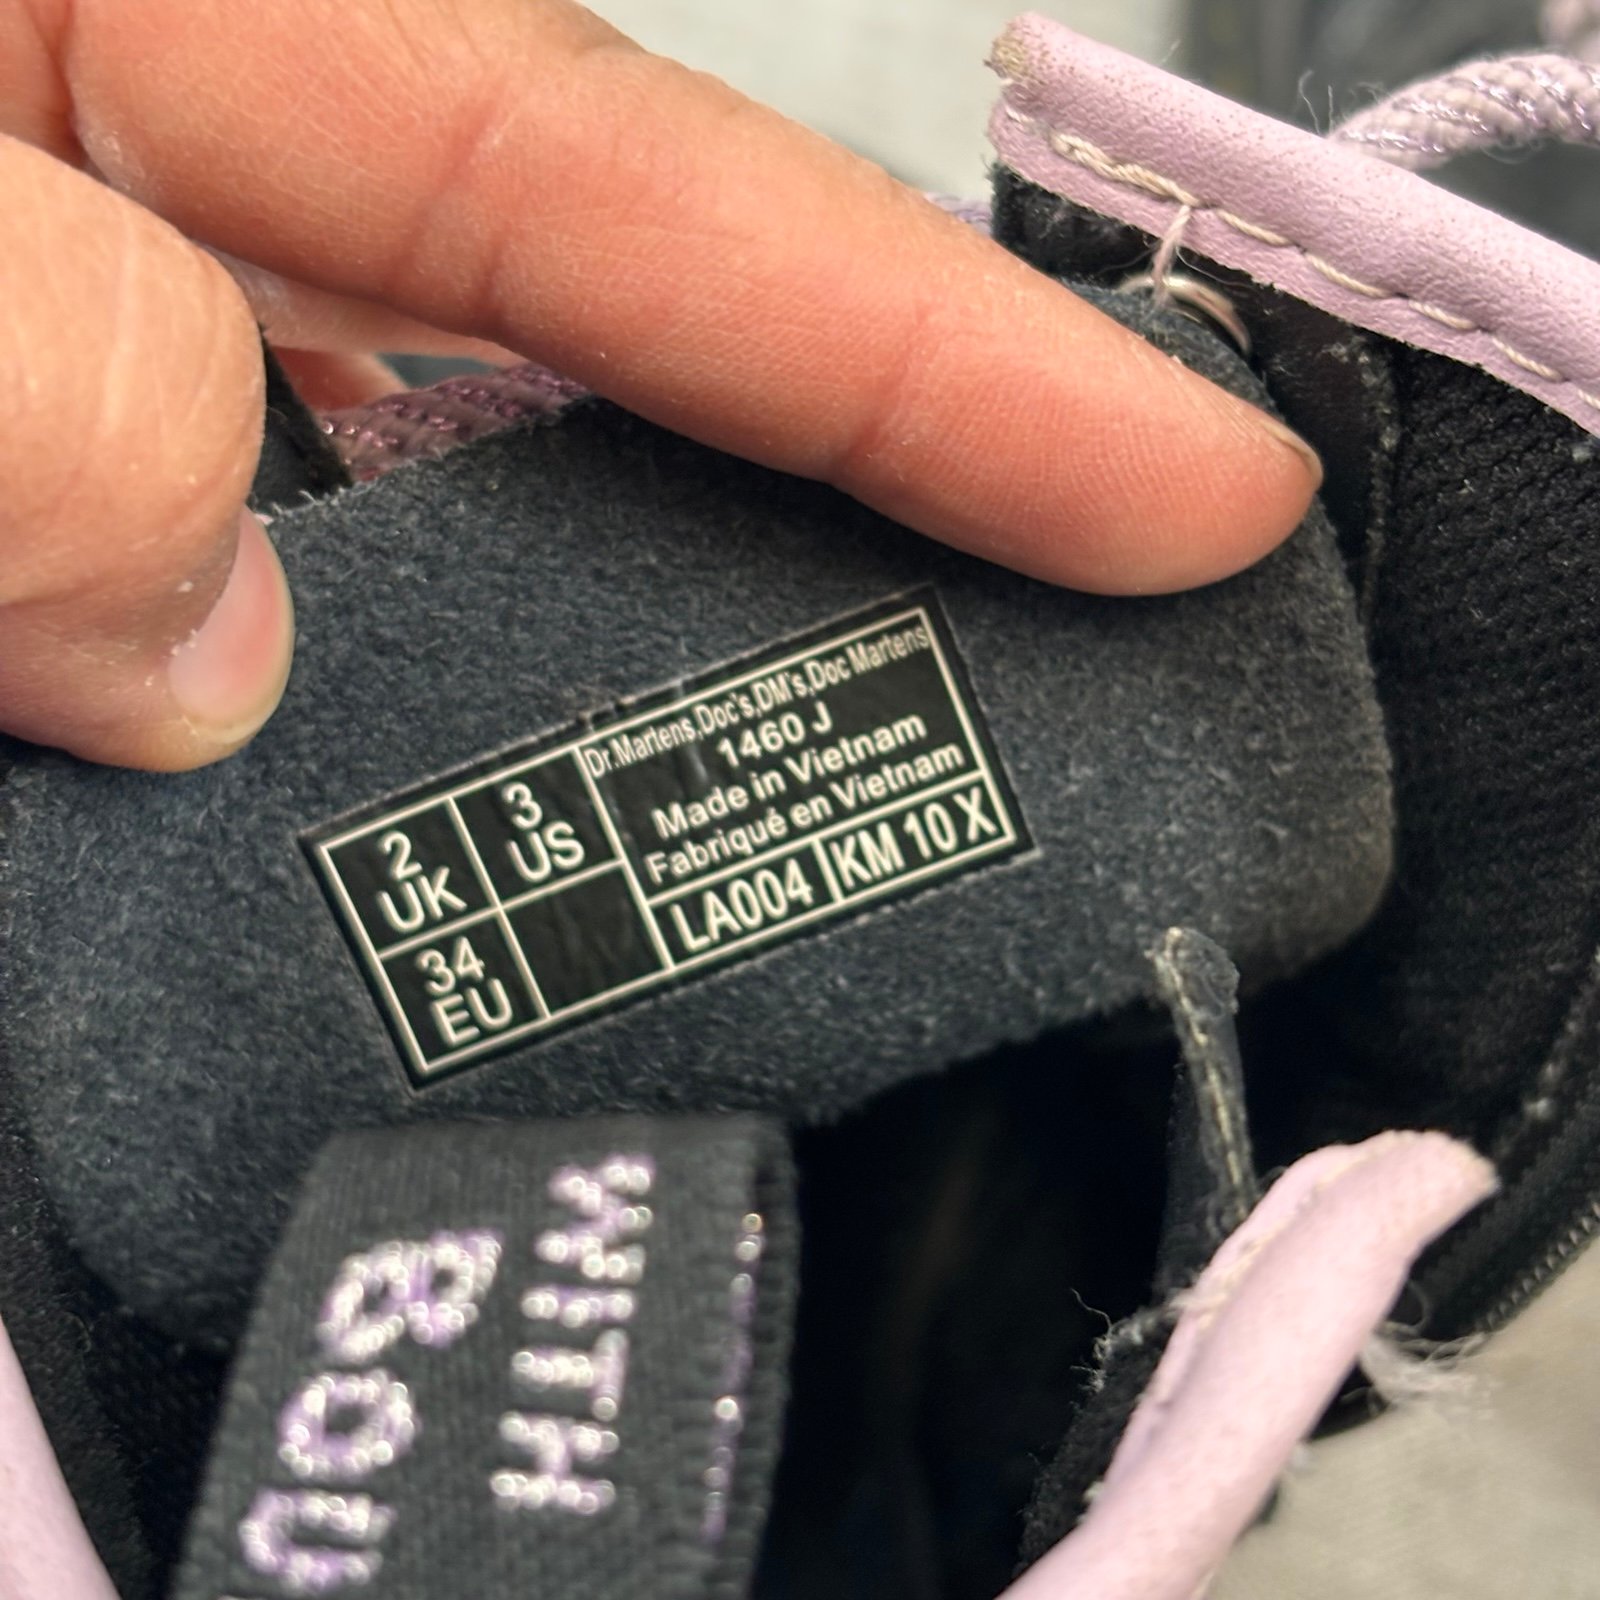 Dr.Martens,Doc's,DM's,Doc Martens
1460 J
Made in Vietnam
Fabriqué en Vietnam
LA004 KM 10 X
2 UK
3 US
34 EU
WITH
BOU